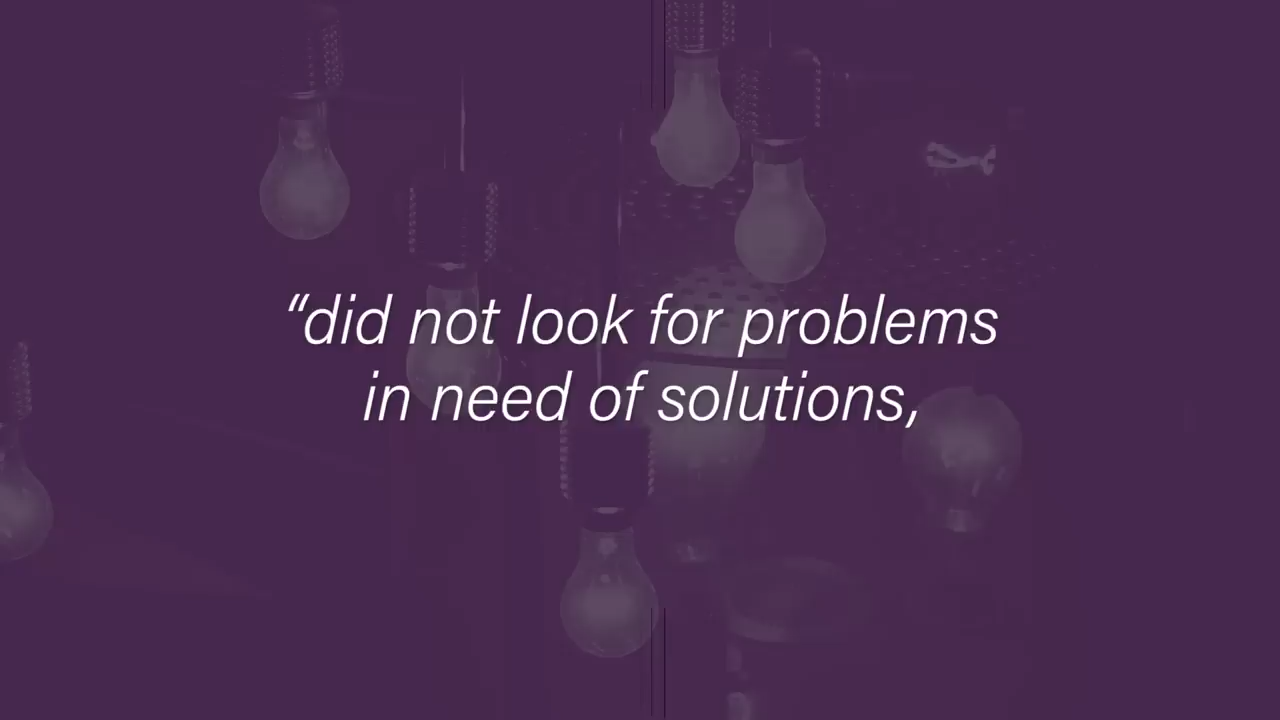 “did not look for problems
in need of solutions,